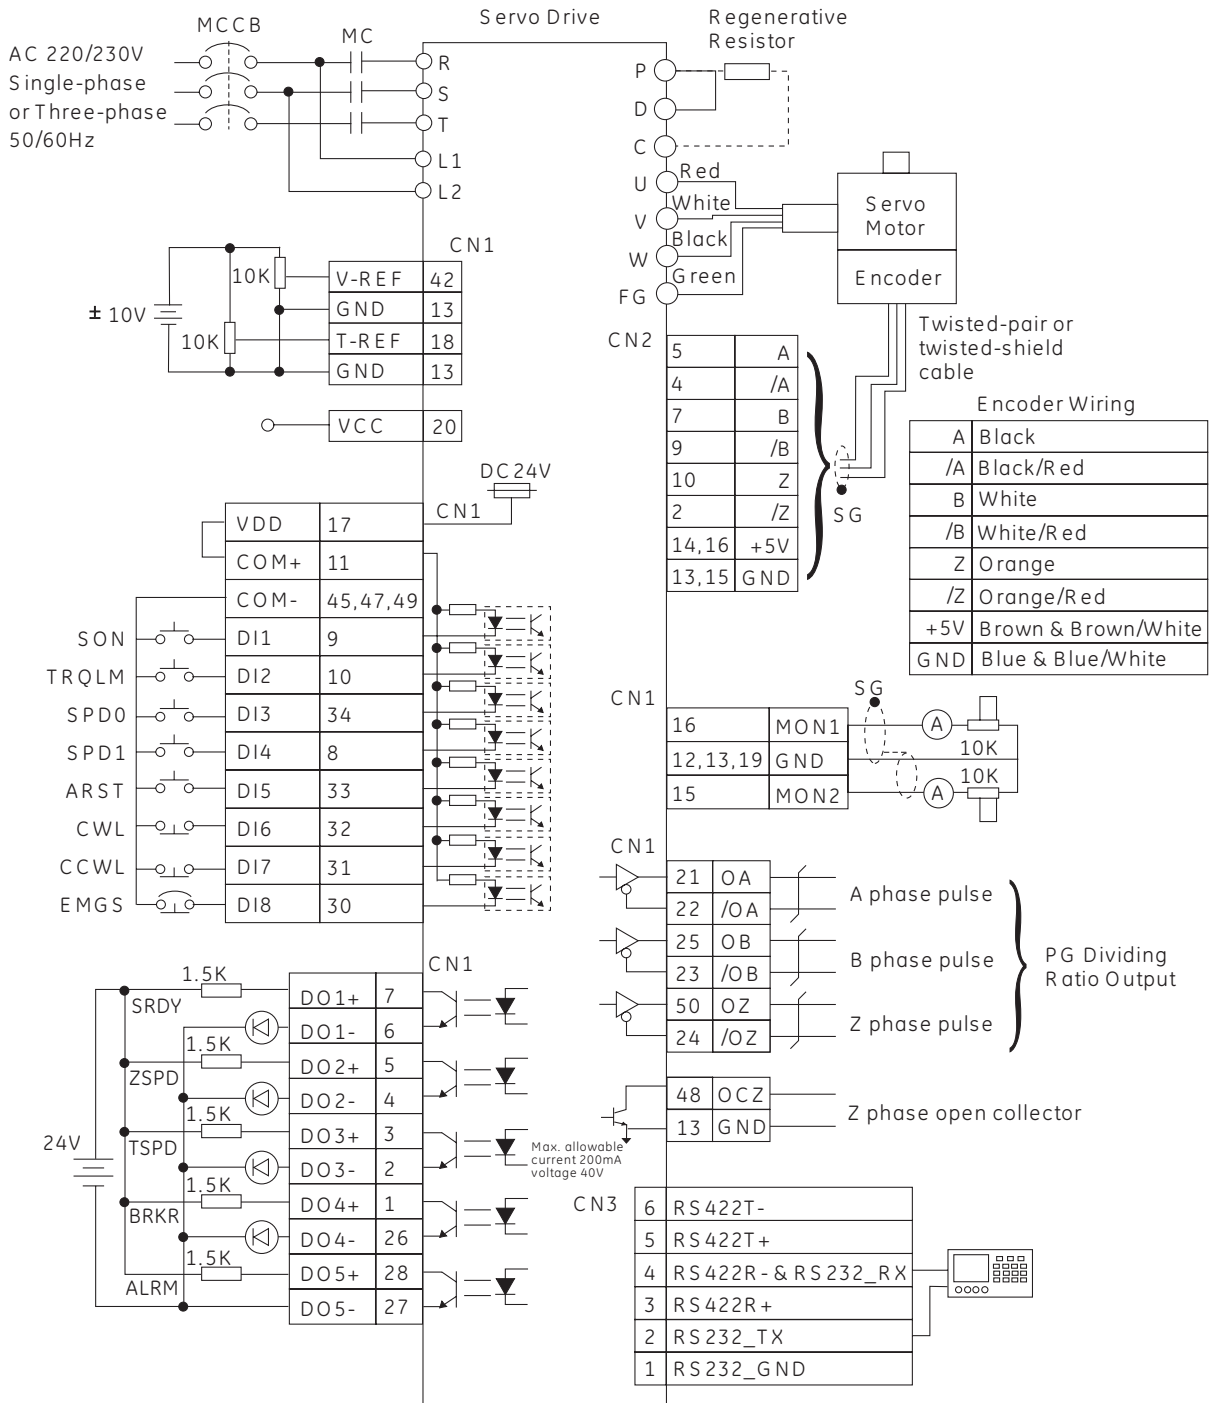 Servo Drive
Regenerative
Resistor
MCCB
MC
AC 220/230V
Single-phase
or Three-phase
50/60Hz
R
S
T
L1
L2
P
D
C
U
V
W
FG
Red
White
Black
Green
Servo
Motor
Encoder
Twisted-pair or
twisted-shield
cable
CN1
± 10V
10K
10K
V-REF 42
GND 13
T-REF 18
GND 13
VCC 20
CN2
5 A
4 /A
7 B
9 /B
10 Z
2 /Z
14,16 +5V
13,15 GND
SG
Encoder Wiring
A Black
/A Black/Red
B White
/B White/Red
Z Orange
/Z Orange/Red
+5V Brown & Brown/White
GND Blue & Blue/White
DC24V
CN1
VDD 17
COM+ 11
COM- 45,47,49
SON DI1 9
TRQLM DI2 10
SPD0 DI3 34
SPD1 DI4 8
ARST DI5 33
CWL DI6 32
CCWL DI7 31
EMGS DI8 30
CN1
SG
16 MON1
12,13,19 GND
15 MON2
A
10K
10K
A
CN1
21 OA
22 /OA
25 OB
23 /OB
50 OZ
24 /OZ
A phase pulse
B phase pulse
Z phase pulse
PG Dividing
Ratio Output
48 OCZ
13 GND
Z phase open collector
CN1
24V
1.5K
SRDY
DO1+ 7
DO1- 6
1.5K
ZSPD
DO2+ 5
DO2- 4
1.5K
TSPD
DO3+ 3
DO3- 2
1.5K
BRKR
DO4+ 1
DO4- 26
1.5K
ALRM
DO5+ 28
DO5- 27
Max. allowable
current 200mA
voltage 40V
CN3
6 RS422T-
5 RS422T+
4 RS422R-&RS232_RX
3 RS422R+
2 RS232_TX
1 RS232_GND